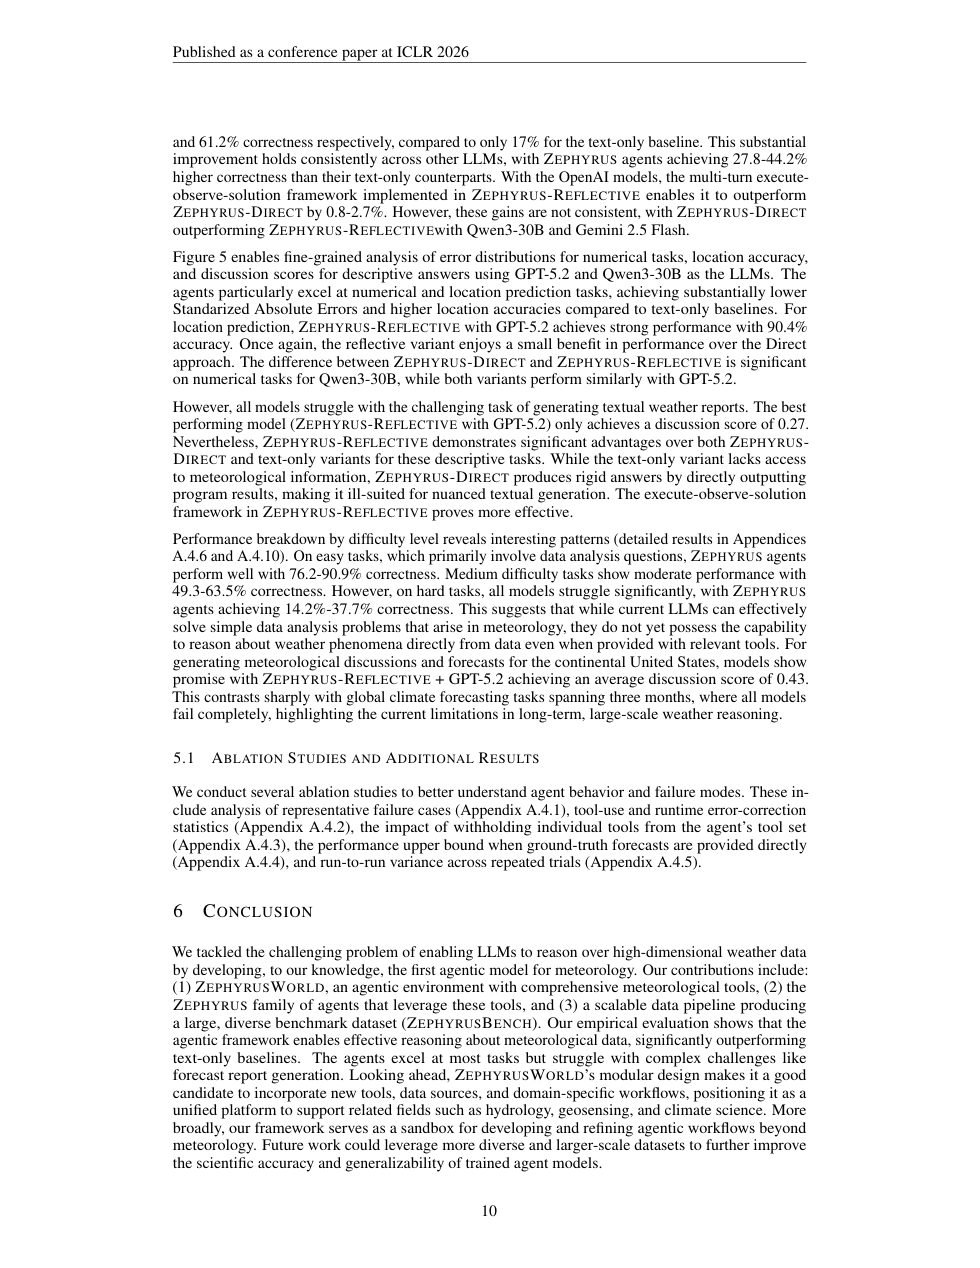 Published as a conference paper at ICLR 2026
and 61.2% correctness respectively, compared to only 17% for the text-only baseline. This substantial
improvement holds consistently across other LLMs, with ZEPHYRUS agents achieving 27.8-44.2%
higher correctness than their text-only counterparts. With the OpenAI models, the multi-turn execute-
observe-solution framework implemented in ZEPHYRUS-REFLECTIVE enables it to outperform
ZEPHYRUS-DIRECT by 0.8-2.7%. However, these gains are not consistent, with ZEPHYRUS-DIRECT
outperforming ZEPHYRUS-REFLECTIVEwith Qwen3-30B and Gemini 2.5 Flash.
Figure 5 enables fine-grained analysis of error distributions for numerical tasks, location accuracy,
and discussion scores for descriptive answers using GPT-5.2 and Qwen3-30B as the LLMs. The
agents particularly excel at numerical and location prediction tasks, achieving substantially lower
Standarized Absolute Errors and higher location accuracies compared to text-only baselines. For
location prediction, ZEPHYRUS-REFLECTIVE with GPT-5.2 achieves strong performance with 90.4%
accuracy. Once again, the reflective variant enjoys a small benefit in performance over the Direct
approach. The difference between ZEPHYRUS-DIRECT and ZEPHYRUS-REFLECTIVE is significant
on numerical tasks for Qwen3-30B, while both variants perform similarly with GPT-5.2.
However, all models struggle with the challenging task of generating textual weather reports. The best
performing model (ZEPHYRUS-REFLECTIVE with GPT-5.2) only achieves a discussion score of 0.27.
Nevertheless, ZEPHYRUS-REFLECTIVE demonstrates significant advantages over both ZEPHYRUS-
DIRECT and text-only variants for these descriptive tasks. While the text-only variant lacks access
to meteorological information, ZEPHYRUS-DIRECT produces rigid answers by directly outputting
program results, making it ill-suited for nuanced textual generation. The execute-observe-solution
framework in ZEPHYRUS-REFLECTIVE proves more effective.
Performance breakdown by difficulty level reveals interesting patterns (detailed results in Appendices
A.4.6 and A.4.10). On easy tasks, which primarily involve data analysis questions, ZEPHYRUS agents
perform well with 76.2-90.9% correctness. Medium difficulty tasks show moderate performance with
49.3-63.5% correctness. However, on hard tasks, all models struggle significantly, with ZEPHYRUS
agents achieving 14.2%-37.7% correctness. This suggests that while current LLMs can effectively
solve simple data analysis problems that arise in meteorology, they do not yet possess the capability
to reason about weather phenomena directly from data even when provided with relevant tools. For
generating meteorological discussions and forecasts for the continental United States, models show
promise with ZEPHYRUS-REFLECTIVE + GPT-5.2 achieving an average discussion score of 0.43.
This contrasts sharply with global climate forecasting tasks spanning three months, where all models
fail completely, highlighting the current limitations in long-term, large-scale weather reasoning.
5.1 ABLATION STUDIES AND ADDITIONAL RESULTS
We conduct several ablation studies to better understand agent behavior and failure modes. These in-
clude analysis of representative failure cases (Appendix A.4.1), tool-use and runtime error-correction
statistics (Appendix A.4.2), the impact of withholding individual tools from the agent's tool set
(Appendix A.4.3), the performance upper bound when ground-truth forecasts are provided directly
(Appendix A.4.4), and run-to-run variance across repeated trials (Appendix A.4.5).
6 CONCLUSION
We tackled the challenging problem of enabling LLMs to reason over high-dimensional weather data
by developing, to our knowledge, the first agentic model for meteorology. Our contributions include:
(1) ZEPHYRUSWORLD, an agentic environment with comprehensive meteorological tools, (2) the
ZEPHYRUS family of agents that leverage these tools, and (3) a scalable data pipeline producing
a large, diverse benchmark dataset (ZEPHYRUSBENCH). Our empirical evaluation shows that the
agentic framework enables effective reasoning about meteorological data, significantly outperforming
text-only baselines. The agents excel at most tasks but struggle with complex challenges like
forecast report generation. Looking ahead, ZEPHYRUSWORLD's modular design makes it a good
candidate to incorporate new tools, data sources, and domain-specific workflows, positioning it as a
unified platform to support related fields such as hydrology, geosensing, and climate science. More
broadly, our framework serves as a sandbox for developing and refining agentic workflows beyond
meteorology. Future work could leverage more diverse and larger-scale datasets to further improve
the scientific accuracy and generalizability of trained agent models.
10